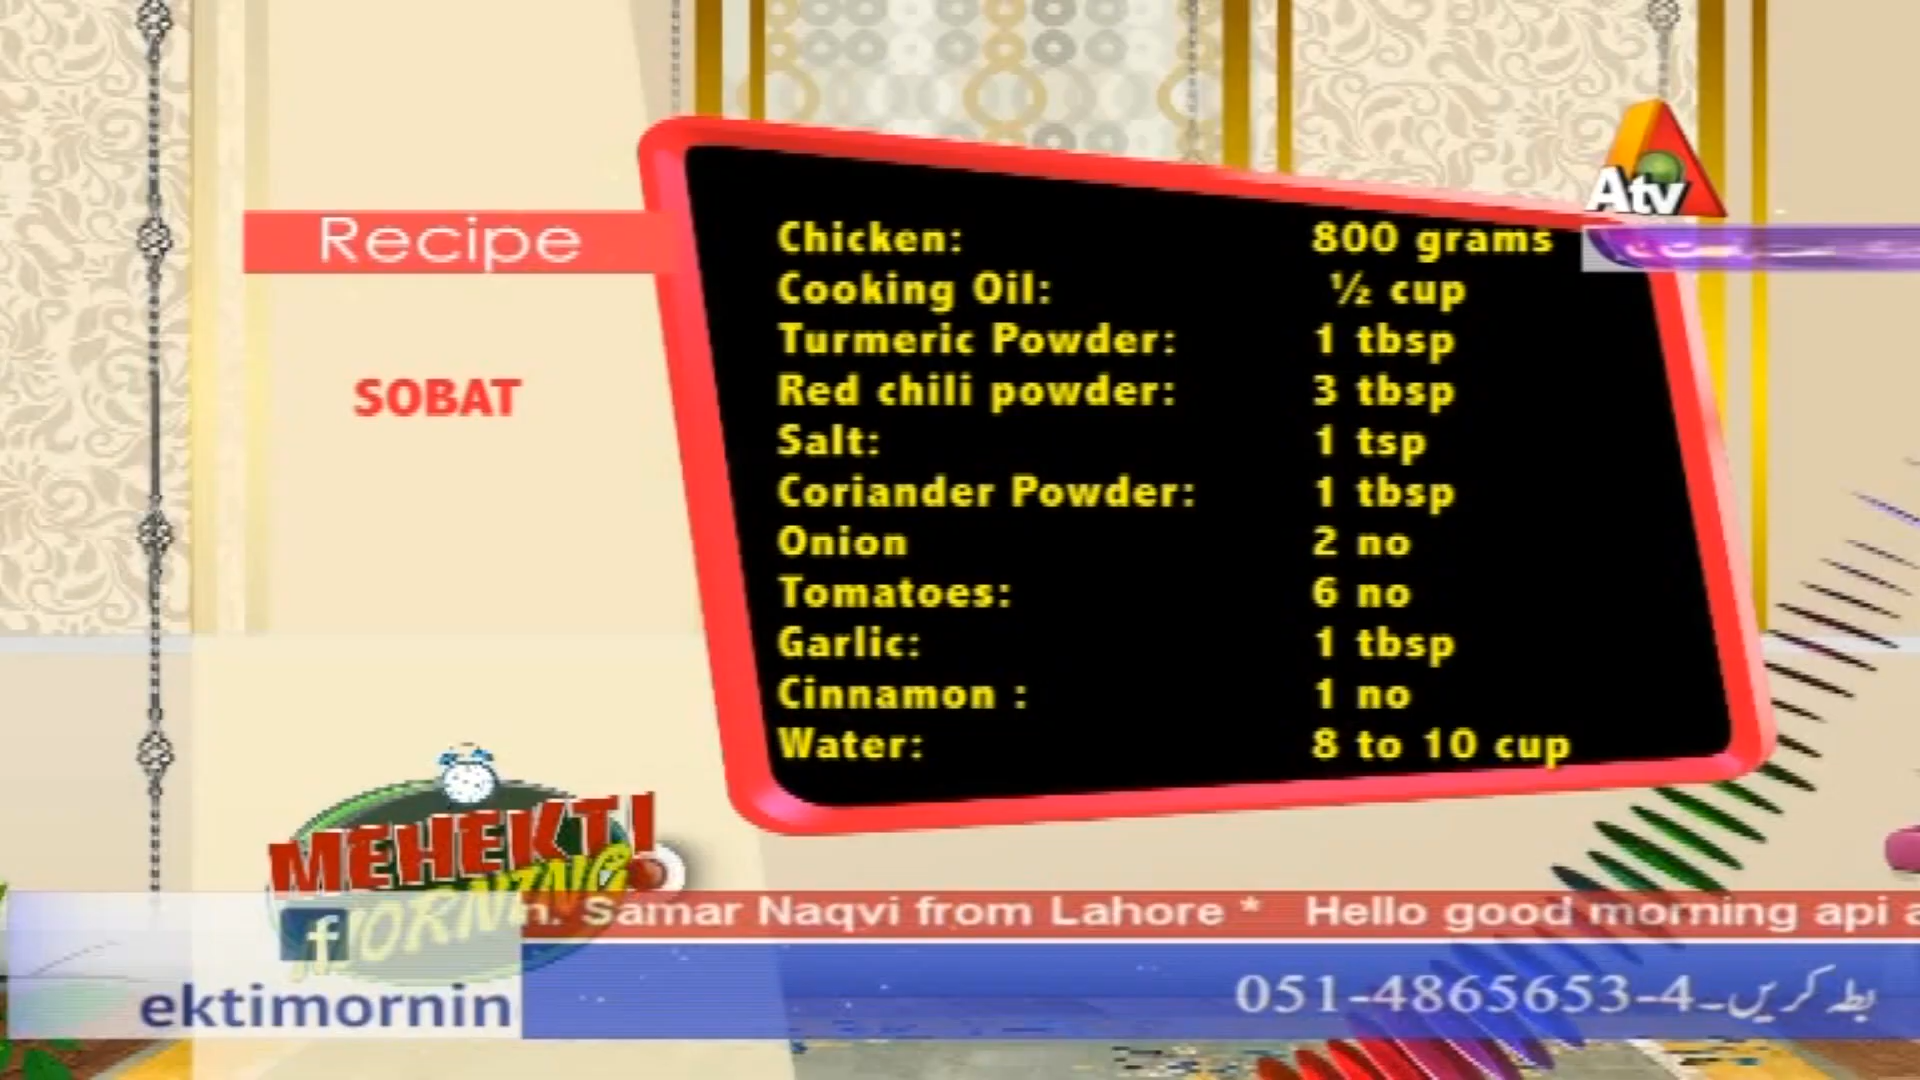 Recipe
SOBAT
Chicken: 800 grams
Cooking Oil: ½ cup
Turmeric Powder: 1 tbsp
Red chili powder: 3 tbsp
Salt: 1 tsp
Coriander Powder: 1 tbsp
Onion 2 no
Tomatoes: 6 no
Garlic: 1 tbsp
Cinnamon : 1 no
Water: 8 to 10 cup
Atv
MEHEKTI
MORNING
n. Samar Naqvi from Lahore * Hello good morning api a
f
ektimornin
بطہ کریں۔051-4865653-4